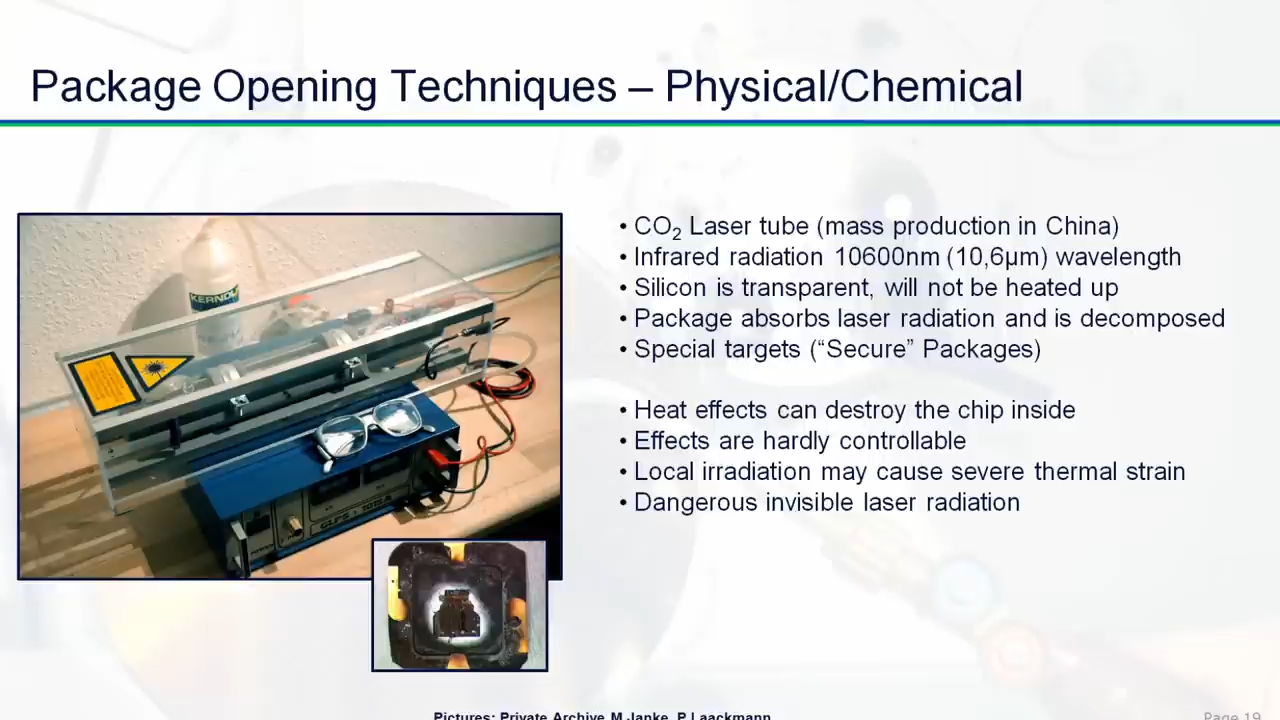 Package Opening Techniques – Physical/Chemical
KERNOL
• CO₂ Laser tube (mass production in China)
• Infrared radiation 10600nm (10,6µm) wavelength
• Silicon is transparent, will not be heated up
• Package absorbs laser radiation and is decomposed
• Special targets (“Secure” Packages)
• Heat effects can destroy the chip inside
• Effects are hardly controllable
• Local irradiation may cause severe thermal strain
• Dangerous invisible laser radiation
POWER
Pictures: Private Archive M.Janke, P.Laackmann
Page 19